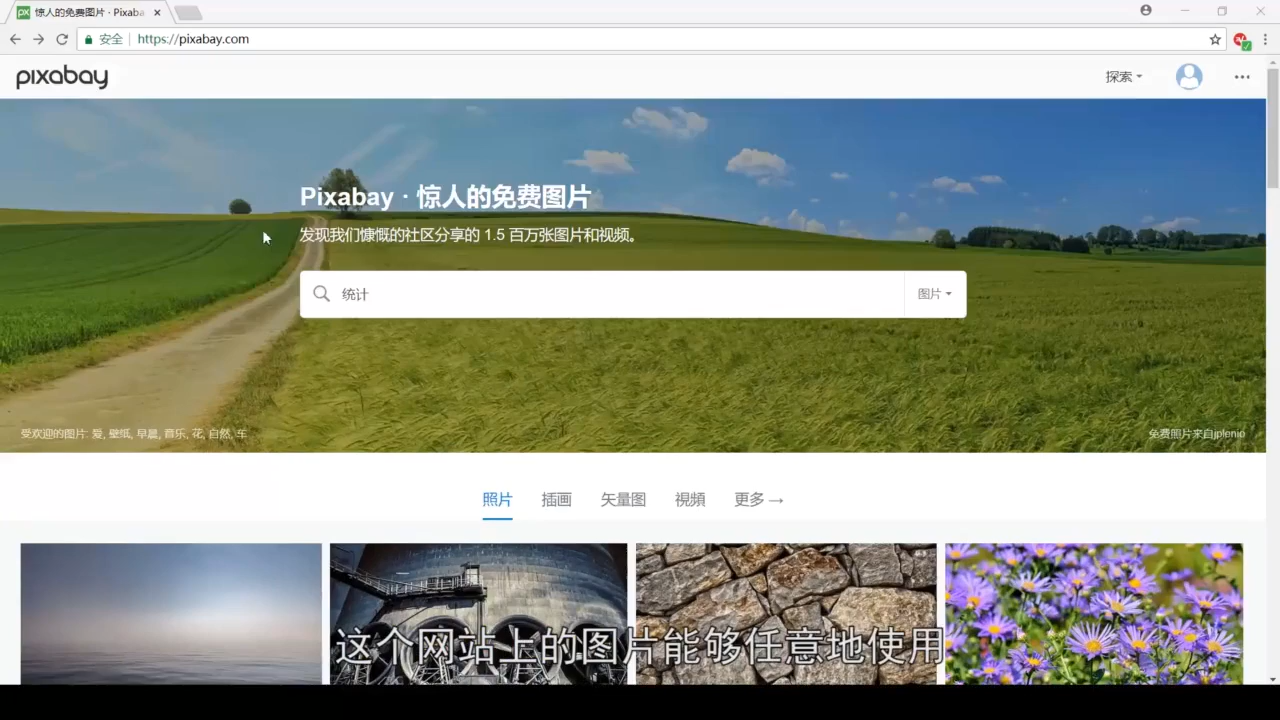 惊人的免费图片 · Pixaba
安全 https://pixabay.com
pixabay
探索
Pixabay · 惊人的免费图片
发现我们慷慨的社区分享的 1.5 百万张图片和视频。
统计 图片
受欢迎的图片: 爱, 壁纸, 早晨, 音乐, 花, 自然, 车
免费照片来自jplenio
照片 插画 矢量图 視頻 更多 →
这个网站上的图片能够任意地使用